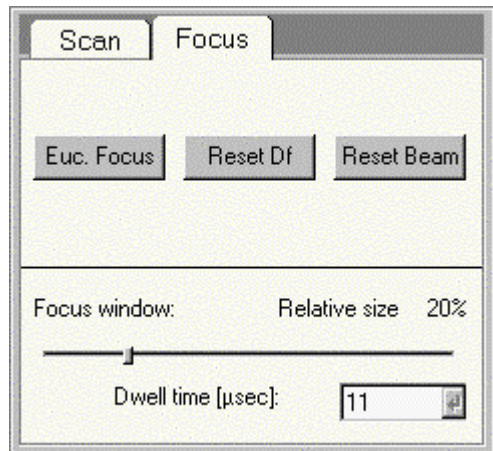 Scan Focus
Euc. Focus Reset Df Reset Beam
Focus window: Relative size 20%
Dwell time [µsec]: 11